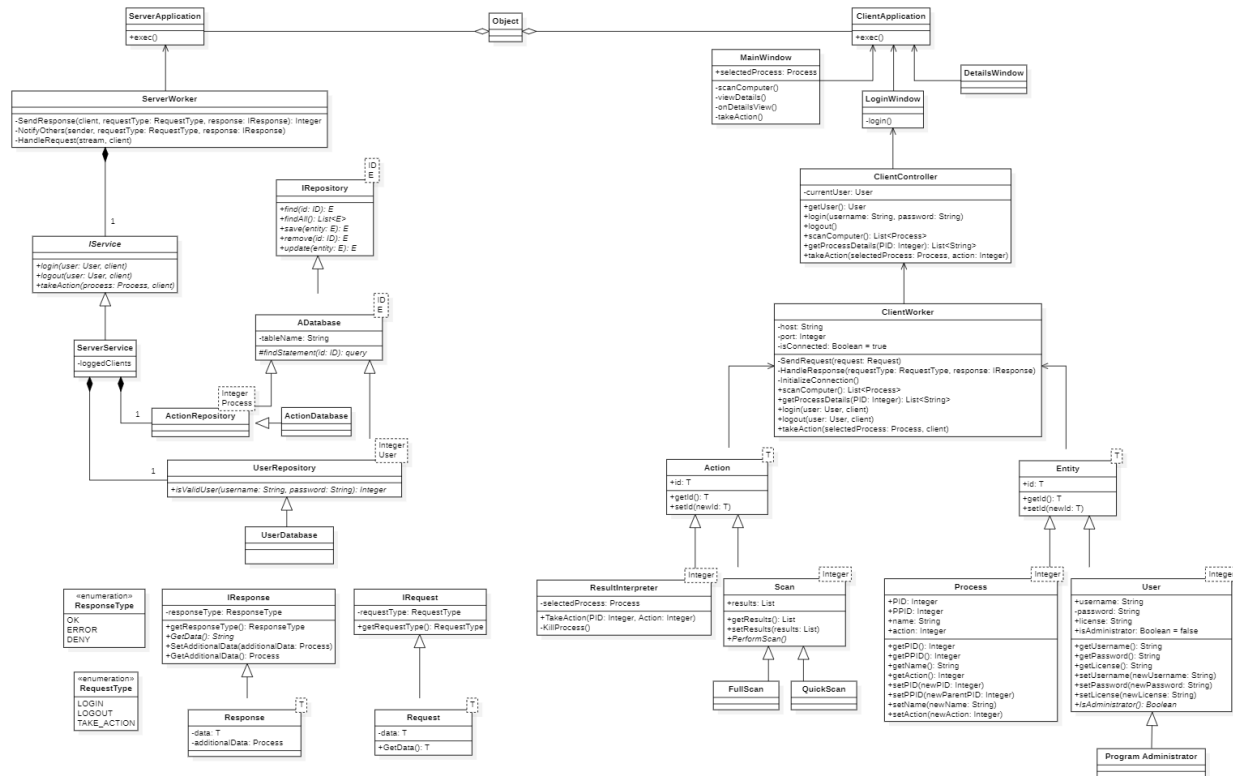 ServerApplication
+exec()
Object
ClientApplication
+exec()
MainWindow
+selectedProcess: Process
-scanComputer()
-viewDetails()
-onDetailsView()
-takeAction()
DetailsWindow
LoginWindow
-login()
ServerWorker
-SendResponse(client, requestType: RequestType, response: IResponse): Integer
-NotifyOthers(sender, requestType: RequestType, response: IResponse)
-HandleRequest(stream, client)
1
ID
E
IRepository
+find(id: ID): E
+findAll(): List<E>
+save(entity: E): E
+remove(id: ID): E
+update(entity: E): E
ClientController
-currentUser: User
+getUser(): User
+login(username: String, password: String)
+logout()
+scanComputer(): List<Process>
+getProcessDetails(PID: Integer): List<String>
+takeAction(selectedProcess: Process, action: Integer)
IService
+login(user: User, client)
+logout(user: User, client)
+takeAction(process: Process, client)
ID
E
ADatabase
-tableName: String
#findStatement(id: ID): query
ClientWorker
-host: String
-port: Integer
-isConnected: Boolean = true
-SendRequest(request: Request)
-HandleResponse(requestType: RequestType, response: IResponse)
-InitializeConnection()
+scanComputer(): List<Process>
+getProcessDetails(PID: Integer): List<String>
+login(user: User, client)
+logout(user: User, client)
+takeAction(selectedProcess: Process, client)
ServerService
-loggedClients
Integer
Process
1
ActionRepository
ActionDatabase
Integer
User
1
UserRepository
+isValidUser(username: String, password: String): Integer
UserDatabase
T
Action
+id: T
+getId(): T
+setId(newId: T)
T
Entity
+id: T
+getId(): T
+setId(newId: T)
«enumeration»
ResponseType
OK
ERROR
DENY
IResponse
-responseType: ResponseType
+getResponseType(): ResponseType
+GetData(): String
+SetAdditionalData(additionalData: Process)
+GetAdditionalData(): Process
IRequest
-requestType: RequestType
+getRequestType(): RequestType
Integer
ResultInterpreter
-selectedProcess: Process
+TakeAction(PID: Integer, Action: Integer)
-KillProcess()
Integer
Scan
+results: List
+getResults(): List
+setResults(results: List)
+PerformScan()
Integer
Process
+PID: Integer
+PPID: Integer
+name: String
+action: Integer
+getPID(): Integer
+getPPID(): Integer
+getName(): String
+getAction(): Integer
+setPID(newPID: Integer)
+setPPID(newParentPID: Integer)
+setName(newName: String)
+setAction(newAction: Integer)
Integer
User
+username: String
-password: String
+license: String
+isAdministrator: Boolean = false
+getUsername(): String
+getPassword(): String
+getLicense(): String
+setUsername(newUsername: String)
+setPassword(newPassword: String)
+setLicense(newLicense: String)
+IsAdministrator(): Boolean
«enumeration»
RequestType
LOGIN
LOGOUT
TAKE_ACTION
T
Response
-data: T
-additionalData: Process
T
Request
-data: T
+GetData(): T
FullScan
QuickScan
Program Administrator